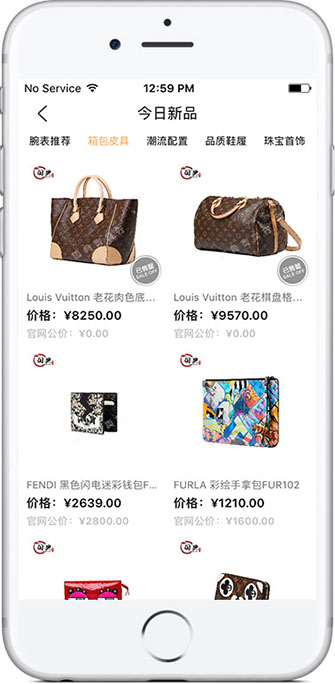 No Service 12:59 PM
今日新品
腕表推荐 箱包皮具 潮流配置 品质鞋履 珠宝首饰
已售罄
SALE OFF
已售罄
SALE OFF
Louis Vuitton 老花肉色底... Louis Vuitton 老花棋盘格...
价格：¥8250.00 价格：¥9570.00
官网公价：¥0.00 官网公价：¥0.00
FENDI 黑色闪电迷彩钱包F... FURLA 彩绘手拿包FUR102
价格：¥2639.00 价格：¥1210.00
官网公价：¥2800.00 官网公价：¥1600.00